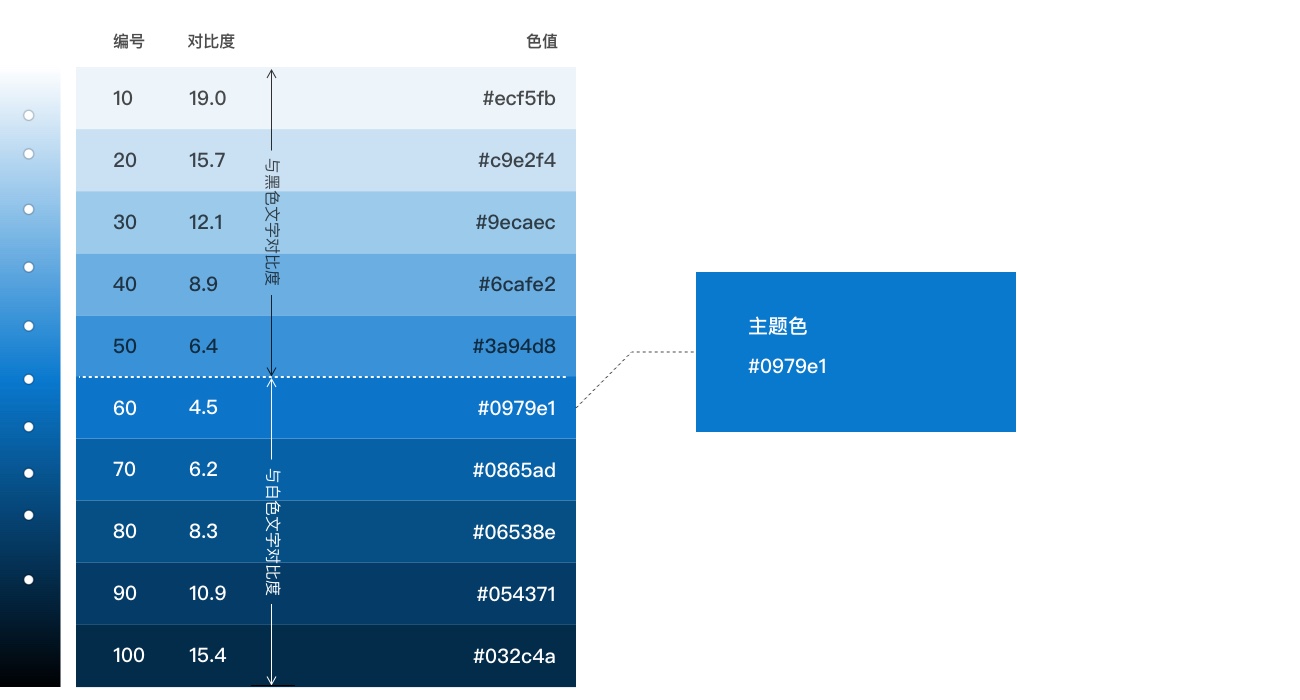 编号 对比度 色值
10 19.0 #ecf5fb
20 15.7 #c9e2f4
30 12.1 #9ecaec
40 8.9 #6cafe2
50 6.4 #3a94d8
与黑色文字对比度
60 4.5 #0979e1
70 6.2 #0865ad
80 8.3 #06538e
90 10.9 #054371
100 15.4 #032c4a
与白色文字对比度
主题色
#0979e1